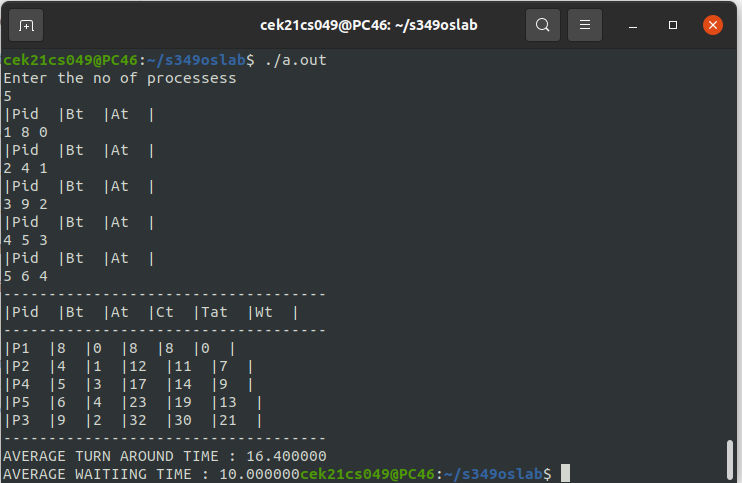 cek21cs049@PC46: ~/s349oslab
cek21cs049@PC46:~/s349oslab$ ./a.out
Enter the no of processess
5
|Pid  |Bt  |At  |
1 8 0
|Pid  |Bt  |At  |
2 4 1
|Pid  |Bt  |At  |
3 9 2
|Pid  |Bt  |At  |
4 5 3
|Pid  |Bt  |At  |
5 6 4
------------------------------------
|Pid  |Bt  |At  |Ct  |Tat  |Wt  |
------------------------------------
|P1  |8  |0  |8  |8  |0  |
|P2  |4  |1  |12  |11  |7  |
|P4  |5  |3  |17  |14  |9  |
|P5  |6  |4  |23  |19  |13  |
|P3  |9  |2  |32  |30  |21  |
------------------------------------
AVERAGE TURN AROUND TIME : 16.400000
AVERAGE WAITIING TIME : 10.000000cek21cs049@PC46:~/s349oslab$